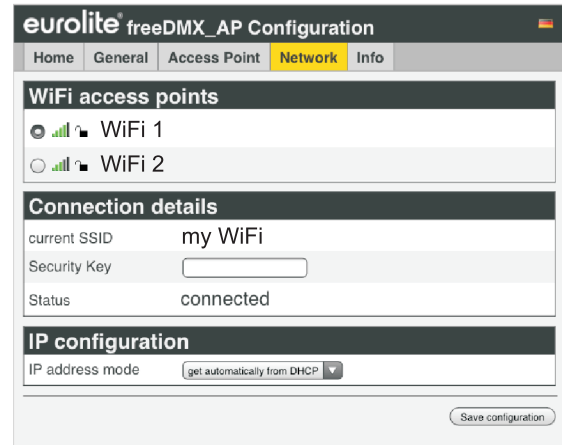 eurolite® freeDMX_AP Configuration
Home General Access Point Network Info
WiFi access points
WiFi 1
WiFi 2
Connection details
current SSID my WiFi
Security Key
Status connected
IP configuration
IP address mode get automatically from DHCP
Save configuration